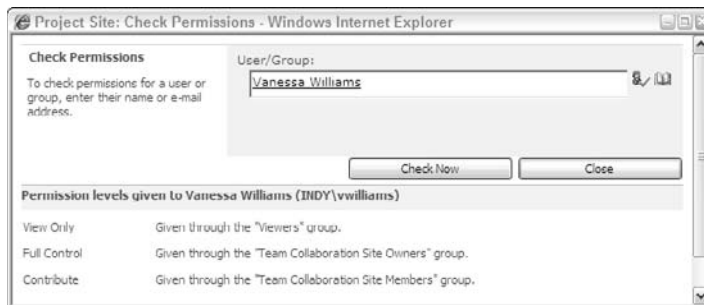 Project Site: Check Permissions - Windows Internet Explorer
Check Permissions
To check permissions for a user or
group, enter their name or e-mail
address.
User/Group:
Vanessa Williams
Check Now
Close
Permission levels given to Vanessa Williams (INDY\vwilliams)
View Only Given through the "Viewers" group.
Full Control Given through the "Team Collaboration Site Owners" group.
Contribute Given through the "Team Collaboration Site Members" group.